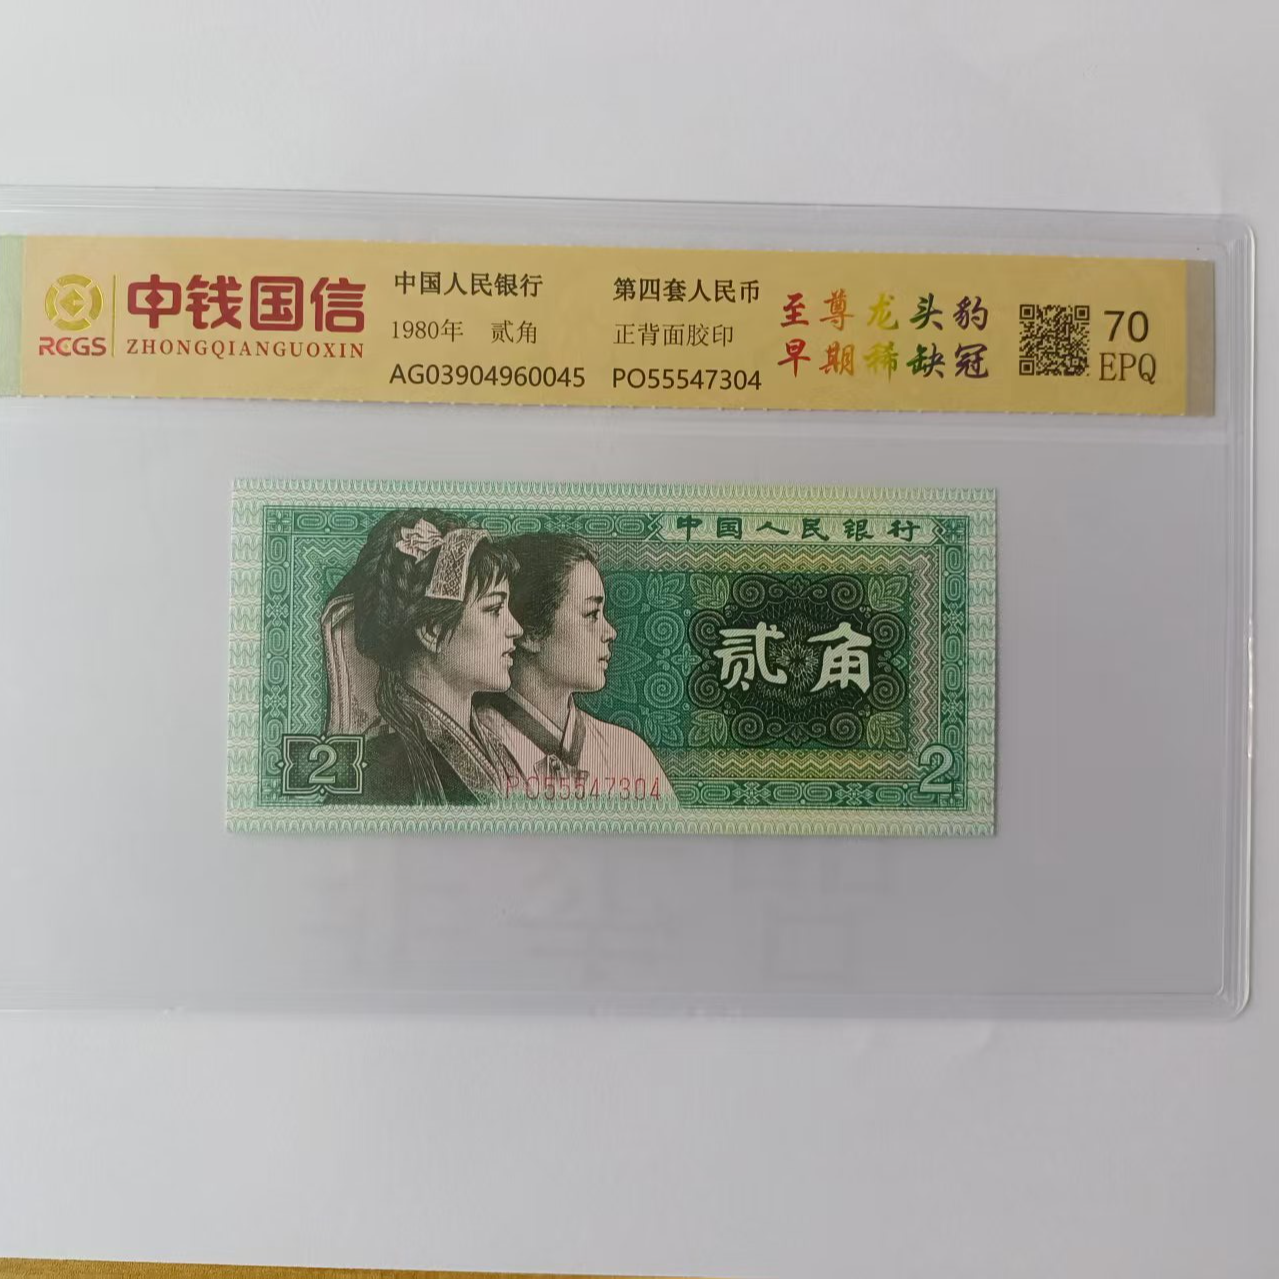 中钱国信
RCGS ZHONGQIANGUOXIN
中国人民银行 第四套人民币
1980年 贰角 正背面胶印
AG03904960045 PO55547304
至尊龙头豹
早期稀缺冠
70
EPQ
中国人民银行
贰角
2
2
PO55547304